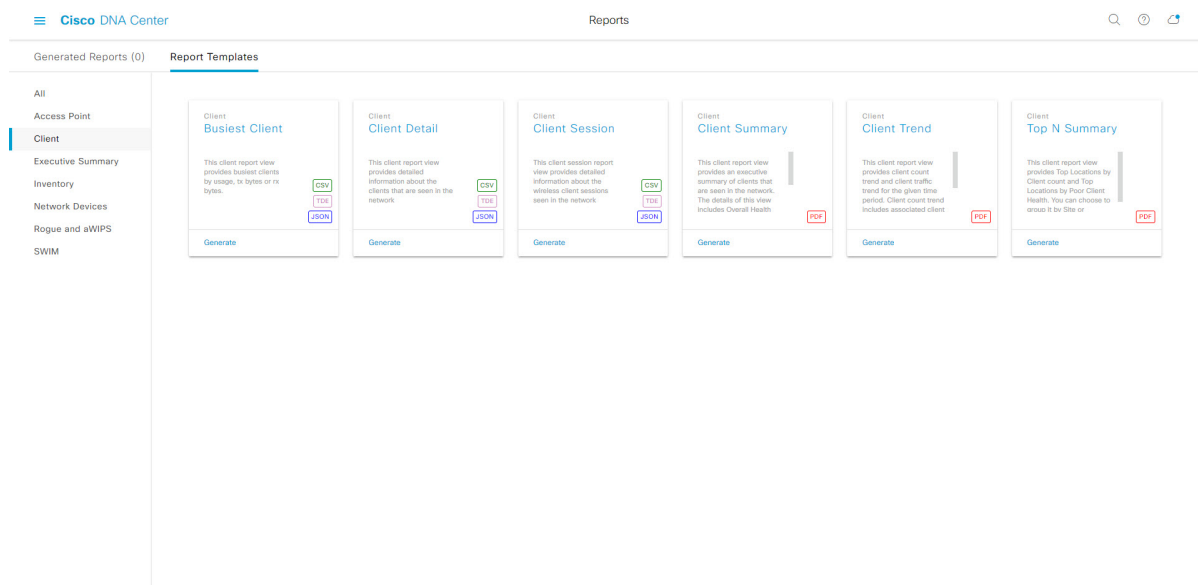 Cisco DNA Center
Reports
Generated Reports (0)
Report Templates
All
Access Point
Client
Executive Summary
Inventory
Network Devices
Rogue and aWIPS
SWIM
Client
Busiest Client
This client report view
provides busiest clients
by usage, tx bytes or rx
bytes.
CSV
TDE
JSON
Generate
Client
Client Detail
This client report view
provides detailed
information about the
clients that are seen in the
network
CSV
TDE
JSON
Generate
Client
Client Session
This client session report
view provides detailed
information about the
wireless client sessions
seen in the network
CSV
TDE
JSON
Generate
Client
Client Summary
This client report view
provides an executive
summary of clients that
are seen in the network.
The details of this view
includes Overall Health
PDF
Generate
Client
Client Trend
This client report view
provides client count
trend and client traffic
trend for the given time
period. Client count trend
includes associated client
PDF
Generate
Client
Top N Summary
This client report view
provides Top Locations by
Client count and Top
Locations by Poor Client
Health. You can choose to
group it by Site or
PDF
Generate